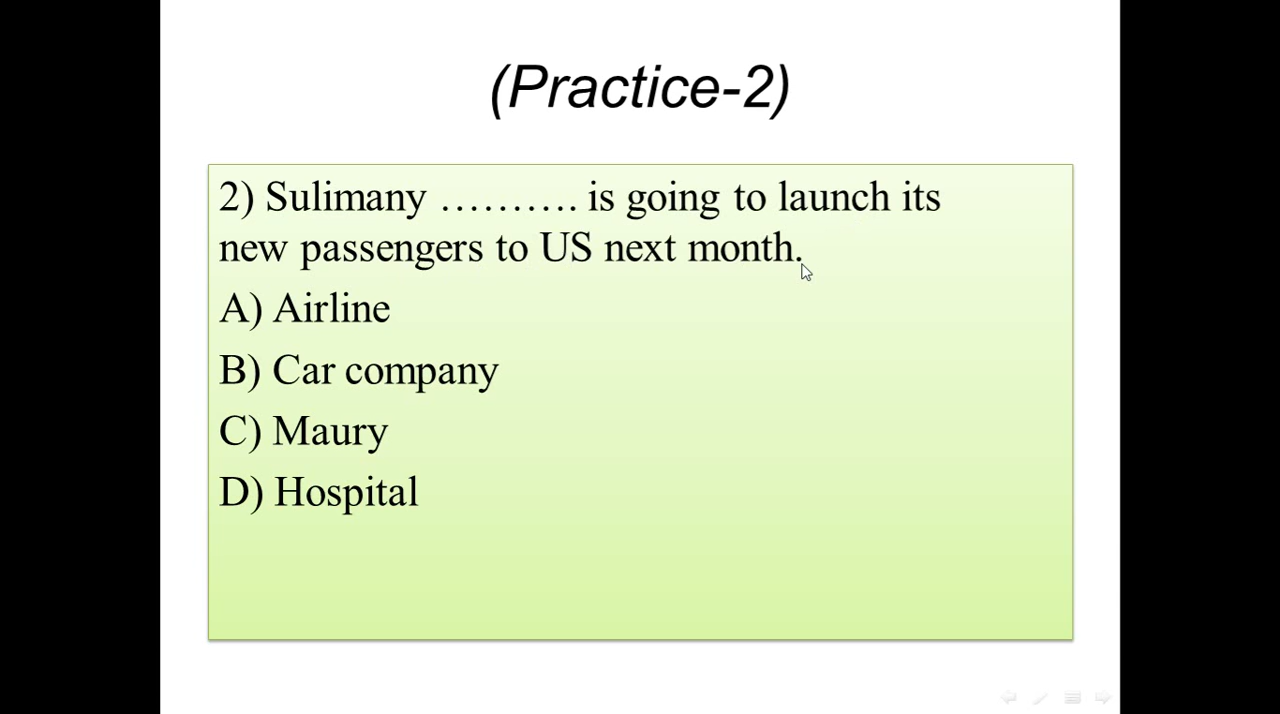 (Practice-2)
2) Sulimany ………. is going to launch its
new passengers to US next month.
A) Airline
B) Car company
C) Maury
D) Hospital